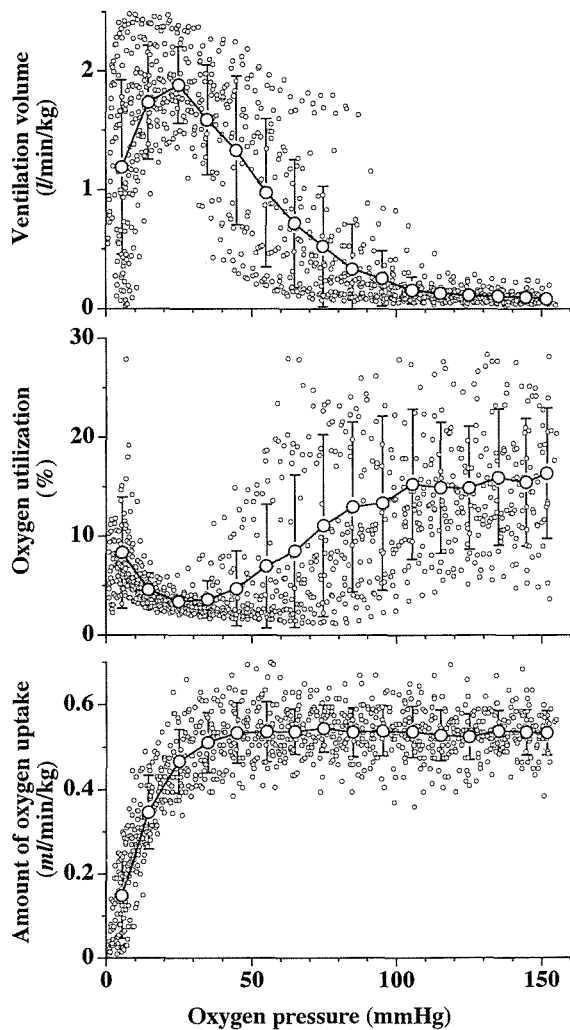 Ventilation volume
(l/min/kg)
2
1
0
Oxygen utilization
(%)
30
20
10
0
Amount of oxygen uptake
(ml/min/kg)
0.6
0.4
0.2
0
0
50
100
150
Oxygen pressure (mmHg)